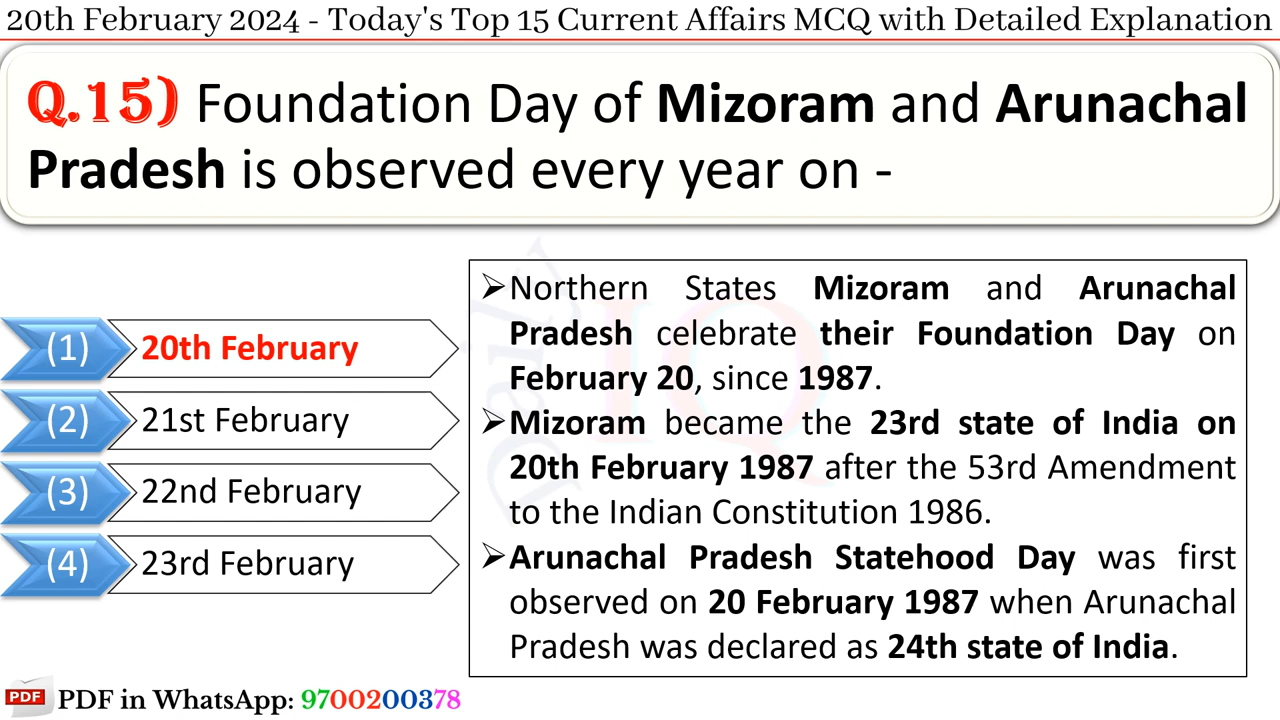 20th February 2024 - Today's Top 15 Current Affairs MCQ with Detailed Explanation
Q.15) Foundation Day of Mizoram and Arunachal
Pradesh is observed every year on -
(1) 20th February
(2) 21st February
(3) 22nd February
(4) 23rd February
➢Northern States Mizoram and Arunachal
Pradesh celebrate their Foundation Day on
February 20, since 1987.
➢Mizoram became the 23rd state of India on
20th February 1987 after the 53rd Amendment
to the Indian Constitution 1986.
➢Arunachal Pradesh Statehood Day was first
observed on 20 February 1987 when Arunachal
Pradesh was declared as 24th state of India.
Daily
IQ
PDF PDF in WhatsApp: 9700200378